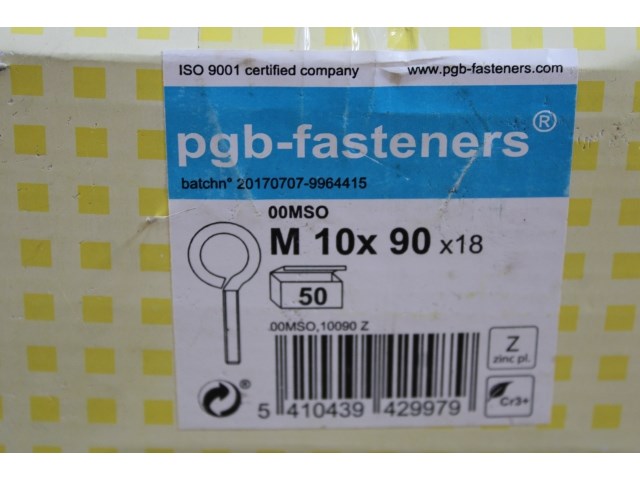 ISO 9001 certified company www.pgb-fasteners.com
pgb-fasteners®
batchn° 20170707-9964415
00MSO
M 10x 90 x18
50
00MSO,10090 Z
Z
zinc pl.
®
Cr3+
5 410439 429979